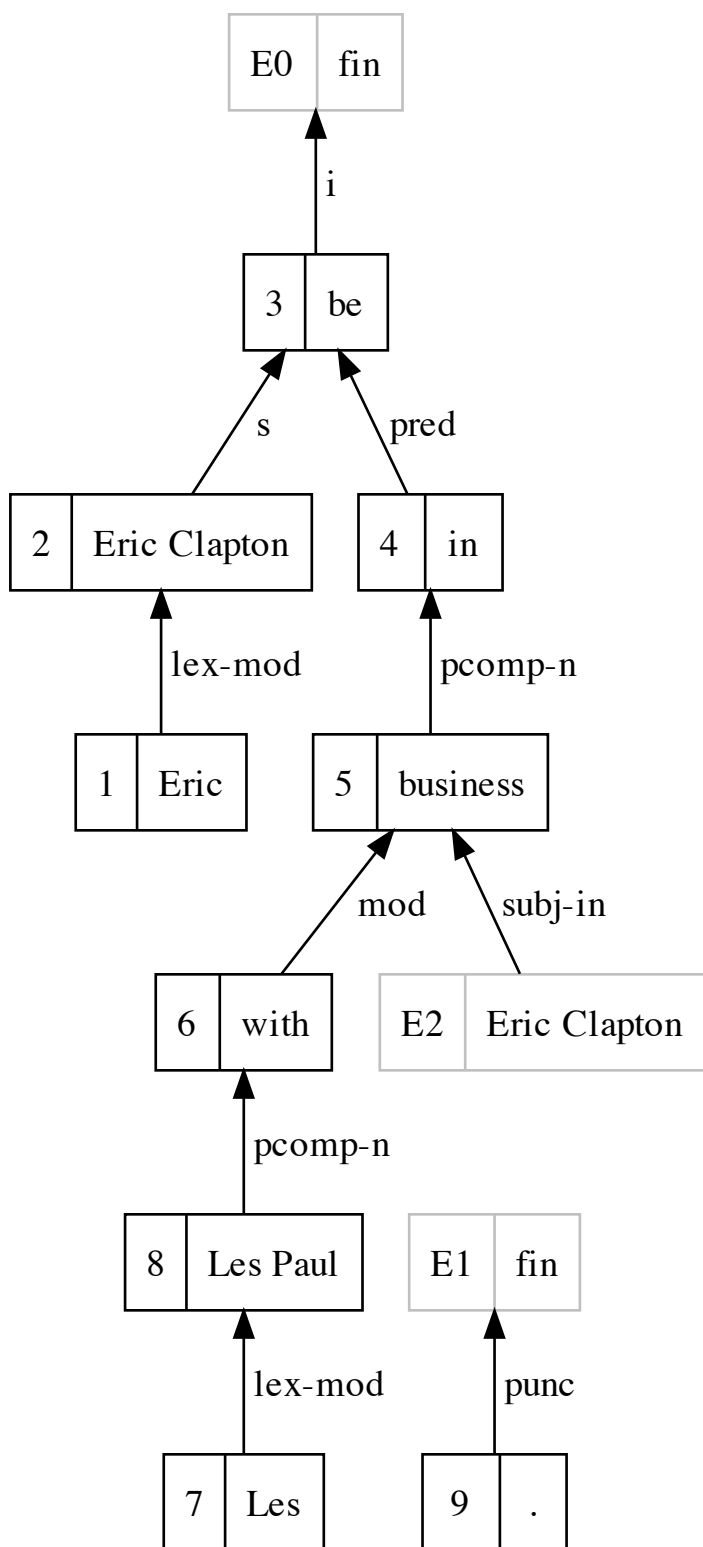 E0 fin
i
3 be
s pred
2 Eric Clapton 4 in
lex-mod pcomp-n
1 Eric 5 business
mod subj-in
6 with E2 Eric Clapton
pcomp-n
8 Les Paul E1 fin
lex-mod punc
7 Les 9 .